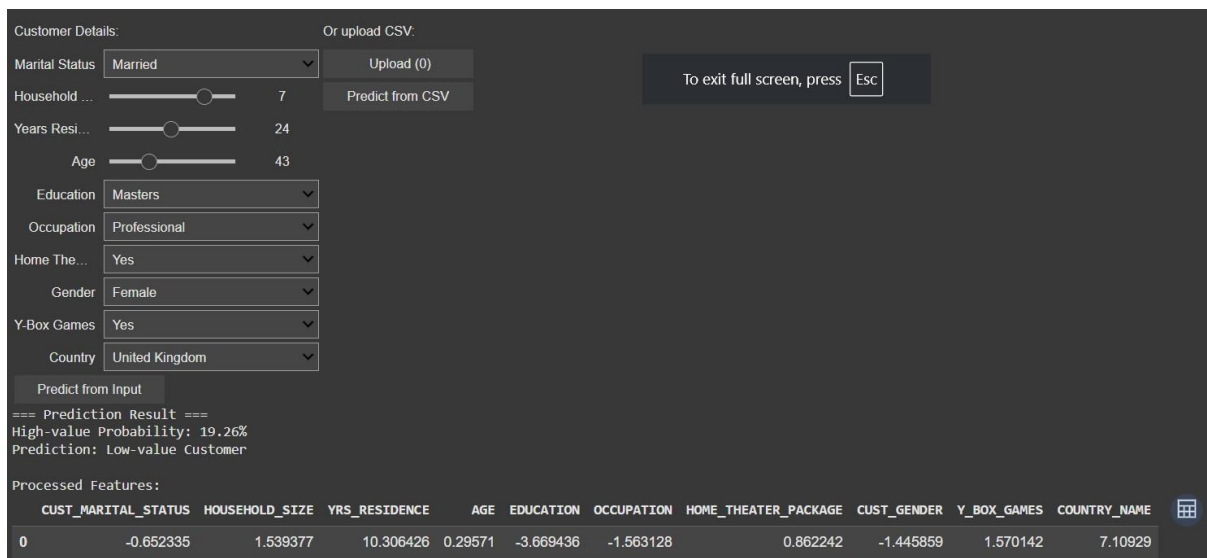 Customer Details:
Or upload CSV:
Marital Status Married
Upload (0)
Household ... 7
Predict from CSV
Years Resi... 24
Age 43
Education Masters
Occupation Professional
Home The... Yes
Gender Female
Y-Box Games Yes
Country United Kingdom
Predict from Input
To exit full screen, press Esc
=== Prediction Result ===
High-value Probability: 19.26%
Prediction: Low-value Customer
Processed Features:
CUST_MARITAL_STATUS HOUSEHOLD_SIZE YRS_RESIDENCE AGE EDUCATION OCCUPATION HOME_THEATER_PACKAGE CUST_GENDER Y_BOX_GAMES COUNTRY_NAME
0 -0.652335 1.539377 10.306426 0.29571 -3.669436 -1.563128 0.862242 -1.445859 1.570142 7.10929